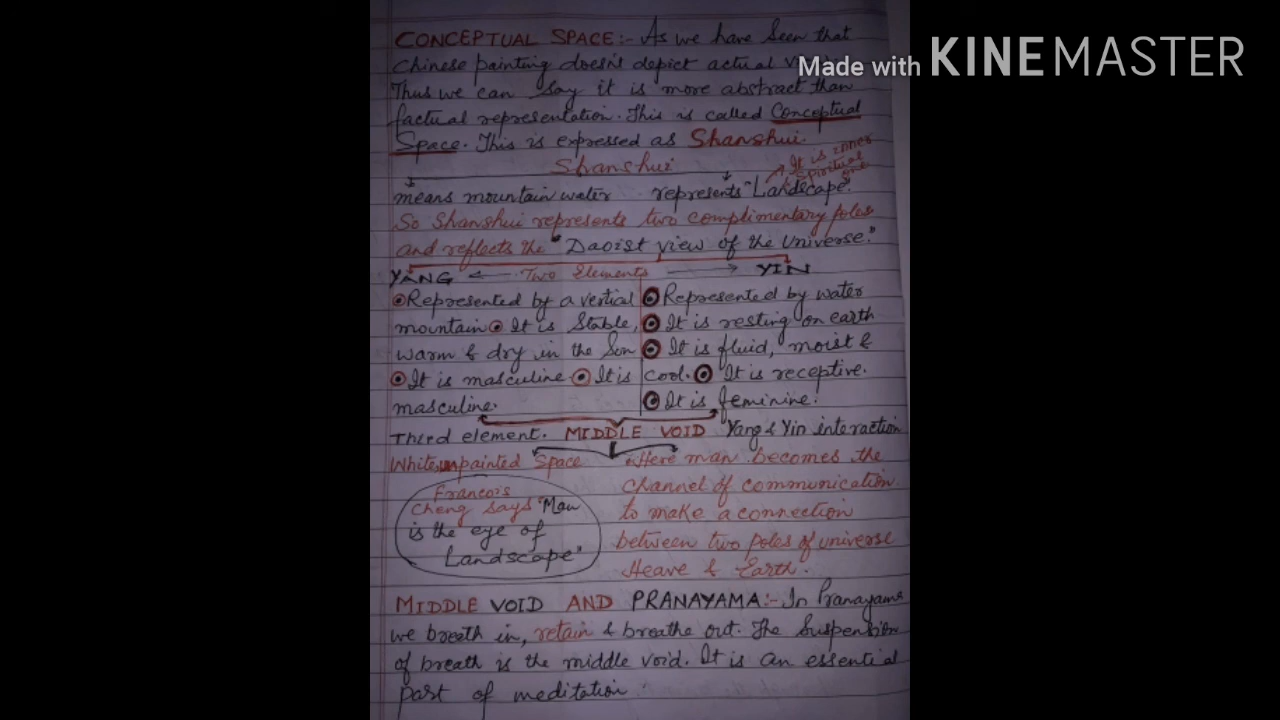 CONCEPTUAL SPACE:- As we have seen that
Chinese painting doesn't depict actual
Made with KINEMASTER
Thus we can say it is more abstract than
factual representation. This is called Conceptual
Space. This is expressed as Shanshui.
Shanshui
It is inner
spiritual
one
means mountain water represents "Landscape"
So Shanshui represents two complimentary poles
and reflects the "Daoist view of the Universe."
YANG Two Elements YIN
Represented by a vertial
mountain It is Stable,
warm & dry in the Sun
It is masculine It is
masculine.
Represented by water
It is resting on earth
It is fluid, moist &
cool. It is receptive.
It is feminine.
Third element. MIDDLE VOID Yang & Yin interaction
White, unpainted Space
Francois
Cheng says "Man
is the eye of
Landscape"
Here man becomes the
channel of communication
to make a connection
between two poles of universe
Heave & Earth.
MIDDLE VOID AND PRANAYAMA:- In Pranayama
we breath in, retain & breathe out. The Suspension
of breath is the middle void. It is an essential
part of meditation